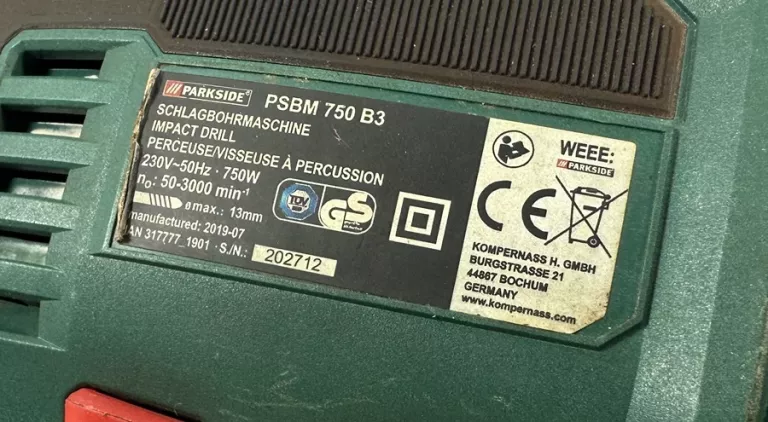 /// PARKSIDE® PSBM 750 B3
SCHLAGBOHRMASCHINE
IMPACT DRILL
PERCEUSE/VISSEUSE À PERCUSSION
230V~50Hz · 750W
n₀: 50-3000 min⁻¹
ø max.: 13mm
manufactured: 2019-07
IAN 317777_1901 · S./N.: 202712
TÜV
GS
WEEE:
/// PARKSIDE
CE
KOMPERNASS H. GMBH
BURGSTRASSE 21
44867 BOCHUM
GERMANY
www.kompernass.com